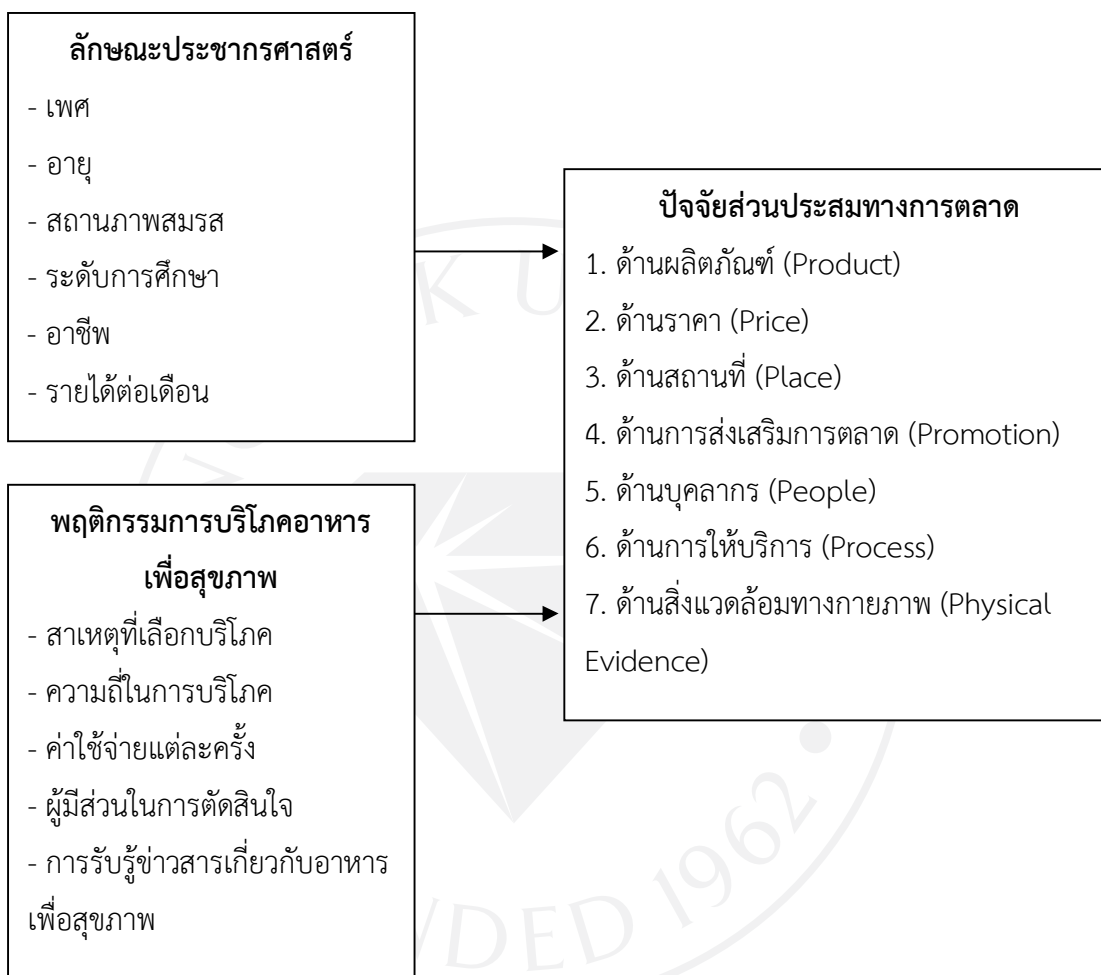 ลักษณะประชากรศาสตร์
- เพศ
- อายุ
- สถานภาพสมรส
- ระดับการศึกษา
- อาชีพ
- รายได้ต่อเดือน
พฤติกรรมการบริโภคอาหาร
เพื่อสุขภาพ
- สาเหตุที่เลือกบริโภค
- ความถี่ในการบริโภค
- ค่าใช้จ่ายแต่ละครั้ง
- ผู้มีส่วนในการตัดสินใจ
- การรับรู้ข่าวสารเกี่ยวกับอาหาร
เพื่อสุขภาพ
ปัจจัยส่วนประสมทางการตลาด
1. ด้านผลิตภัณฑ์ (Product)
2. ด้านราคา (Price)
3. ด้านสถานที่ (Place)
4. ด้านการส่งเสริมการตลาด (Promotion)
5. ด้านบุคลากร (People)
6. ด้านการให้บริการ (Process)
7. ด้านสิ่งแวดล้อมทางกายภาพ (Physical
Evidence)
1962